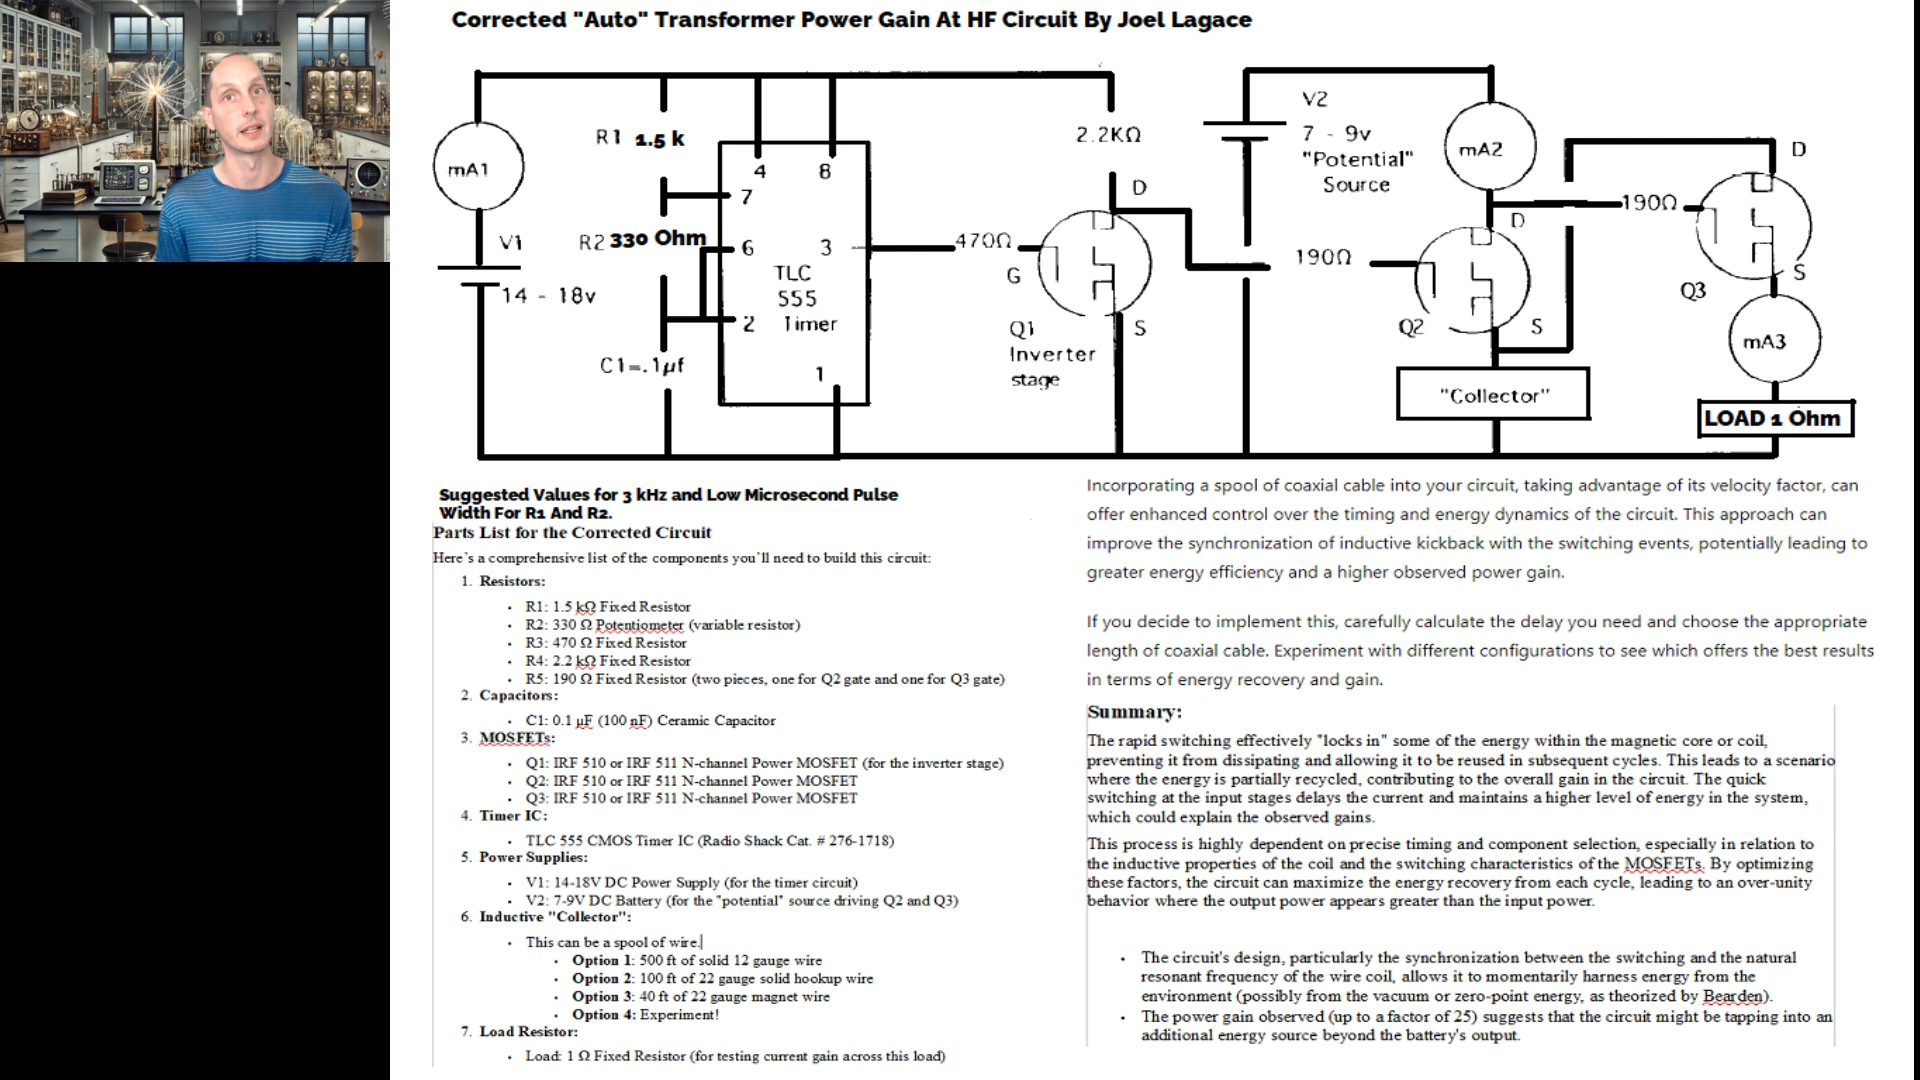 Corrected "Auto" Transformer Power Gain At HF Circuit By Joel Lagace
mA1
V1
14 - 18v
R1 1.5 k
R2 330 Ohm
C1=.1µf
4 8
7
6 3
TLC
555
2 Timer
1
470Ω
G
2.2KΩ
D
S
Q1
Inverter
stage
V2
7 - 9v
"Potential"
Source
190Ω
mA2
D
Q2
S
"Collector"
190Ω
D
S
Q3
mA3
LOAD 1 Ohm
Suggested Values for 3 kHz and Low Microsecond Pulse
Width For R1 And R2.
Parts List for the Corrected Circuit
Here's a comprehensive list of the components you'll need to build this circuit:
1. Resistors:
• R1: 1.5 kΩ Fixed Resistor
• R2: 330 Ω Potentiometer (variable resistor)
• R3: 470 Ω Fixed Resistor
• R4: 2.2 kΩ Fixed Resistor
• R5: 190 Ω Fixed Resistor (two pieces, one for Q2 gate and one for Q3 gate)
2. Capacitors:
• C1: 0.1 µF (100 nF) Ceramic Capacitor
3. MOSFETs:
• Q1: IRF 510 or IRF 511 N-channel Power MOSFET (for the inverter stage)
• Q2: IRF 510 or IRF 511 N-channel Power MOSFET
• Q3: IRF 510 or IRF 511 N-channel Power MOSFET
4. Timer IC:
• TLC 555 CMOS Timer IC (Radio Shack Cat. # 276-1718)
5. Power Supplies:
• V1: 14-18V DC Power Supply (for the timer circuit)
• V2: 7-9V DC Battery (for the "potential" source driving Q2 and Q3)
6. Inductive "Collector":
• This can be a spool of wire.
• Option 1: 500 ft of solid 12 gauge wire
• Option 2: 100 ft of 22 gauge solid hookup wire
• Option 3: 40 ft of 22 gauge magnet wire
• Option 4: Experiment!
7. Load Resistor:
• Load: 1 Ω Fixed Resistor (for testing current gain across this load)
Incorporating a spool of coaxial cable into your circuit, taking advantage of its velocity factor, can
offer enhanced control over the timing and energy dynamics of the circuit. This approach can
improve the synchronization of inductive kickback with the switching events, potentially leading to
greater energy efficiency and a higher observed power gain.
If you decide to implement this, carefully calculate the delay you need and choose the appropriate
length of coaxial cable. Experiment with different configurations to see which offers the best results
in terms of energy recovery and gain.
Summary:
The rapid switching effectively "locks in" some of the energy within the magnetic core or coil,
preventing it from dissipating and allowing it to be reused in subsequent cycles. This leads to a scenario
where the energy is partially recycled, contributing to the overall gain in the circuit. The quick
switching at the input stages delays the current and maintains a higher level of energy in the system,
which could explain the observed gains.
This process is highly dependent on precise timing and component selection, especially in relation to
the inductive properties of the coil and the switching characteristics of the MOSFETs. By optimizing
these factors, the circuit can maximize the energy recovery from each cycle, leading to an over-unity
behavior where the output power appears greater than the input power.
• The circuit's design, particularly the synchronization between the switching and the natural
resonant frequency of the wire coil, allows it to momentarily harness energy from the
environment (possibly from the vacuum or zero-point energy, as theorized by Bearden).
• The power gain observed (up to a factor of 25) suggests that the circuit might be tapping into an
additional energy source beyond the battery's output.